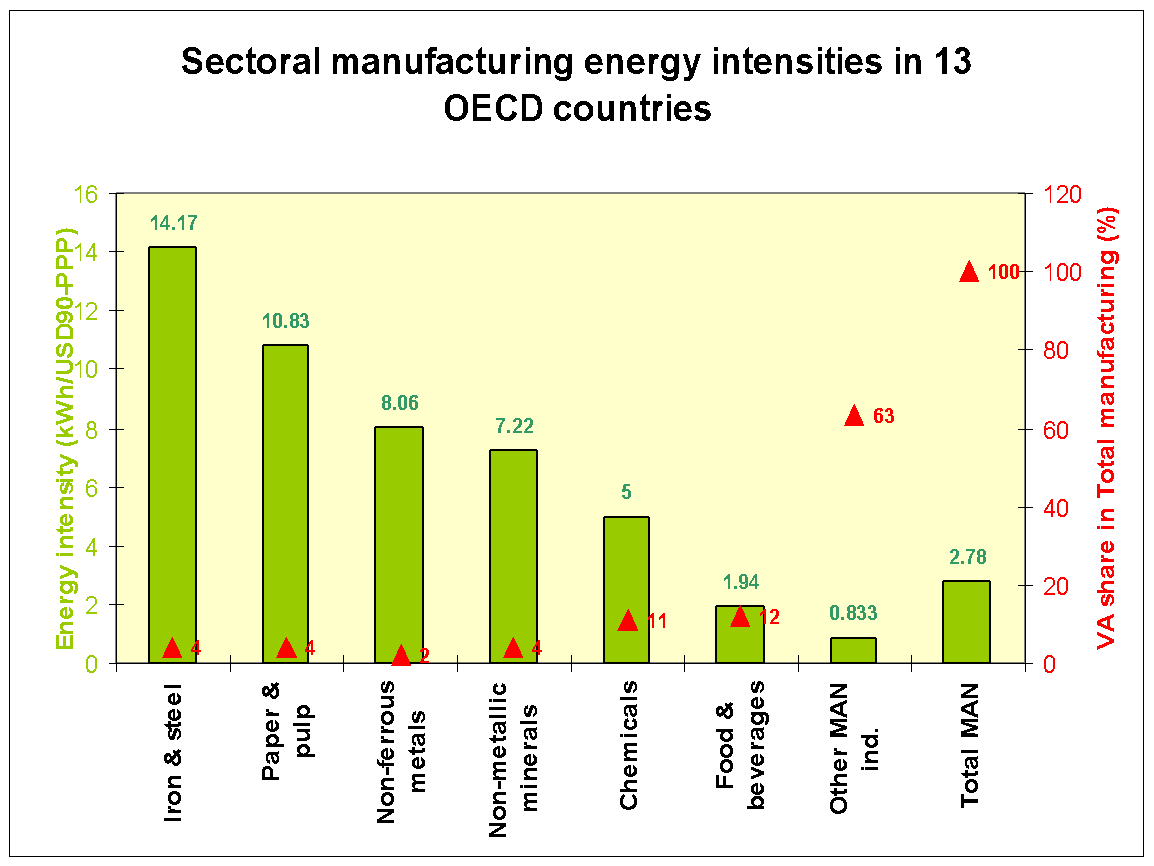 Sectoral manufacturing energy intensities in 13
OECD countries
Energy intensity (kWh/USD90-PPP)
16
14
12
10
8
6
4
2
0
14.17
10.83
8.06
7.22
5
1.94
0.833
2.78
4
4
2
4
11
12
63
100
120
100
80
60
40
20
0
VA share in Total manufacturing (%)
Iron & steel
Paper &
pulp
Non-ferrous
metals
Non-metallic
minerals
Chemicals
Food &
beverages
Other MAN
ind.
Total MAN